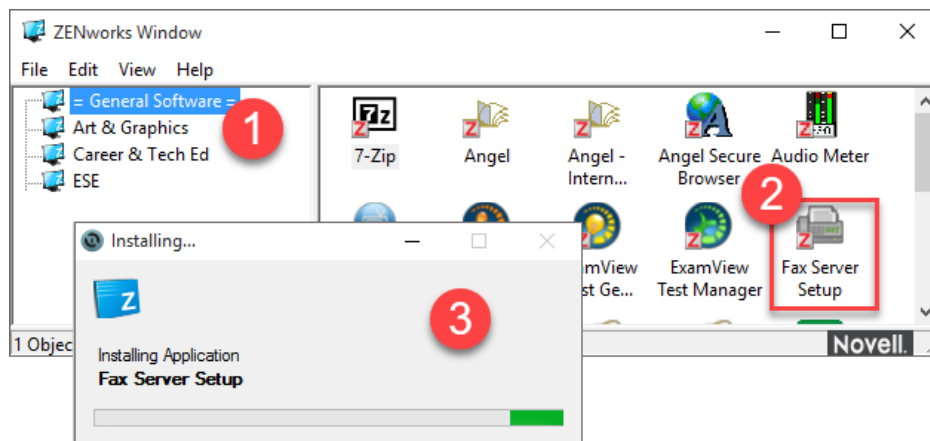 ZENworks Window
File Edit View Help
= General Software =
Art & Graphics
Career & Tech Ed
ESE
1
7-Zip
Angel
Angel -
Intern...
Angel Secure
Browser
Audio Meter
2
ExamView
Test Manager
Fax Server
Setup
Installing...
3
Installing Application
Fax Server Setup
1
Novell.